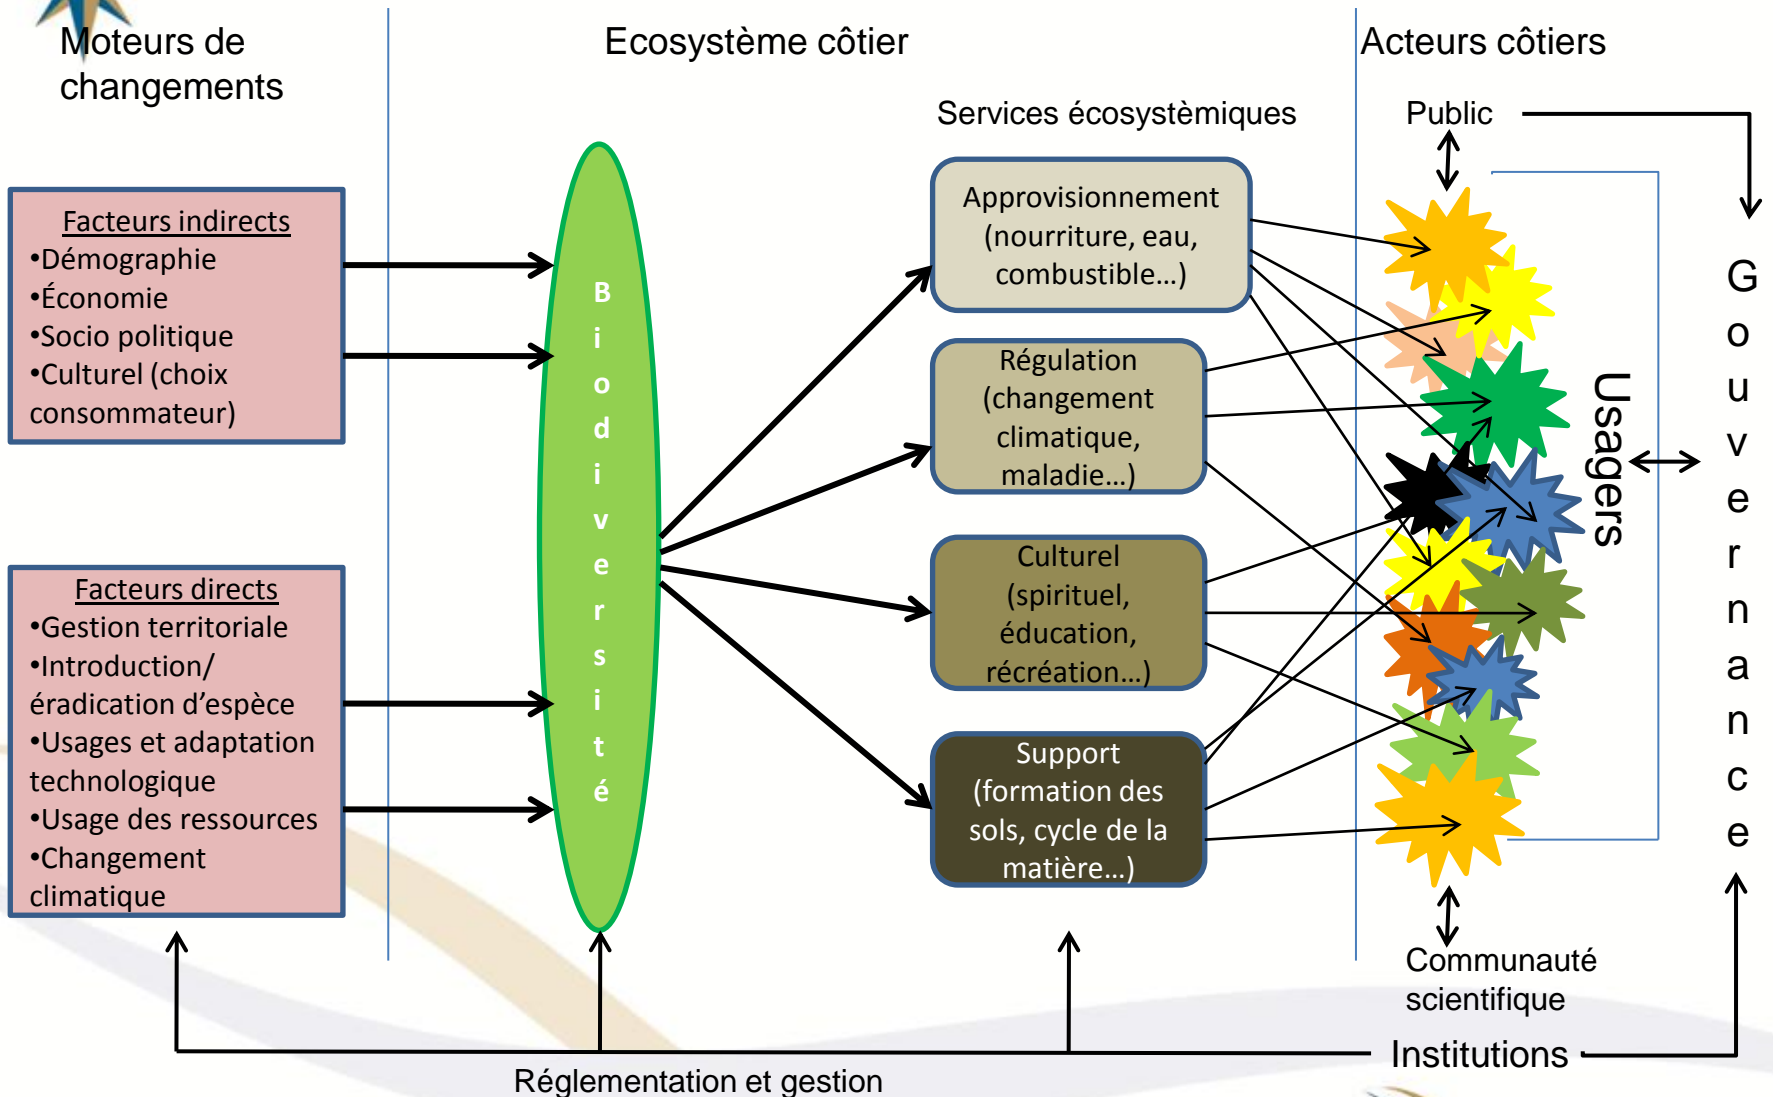 Moteurs de
changements
Ecosystème côtier
Acteurs côtiers
Services écosystèmiques
Public
Facteurs indirects
•Démographie
•Économie
•Socio politique
•Culturel (choix
consommateur)
Facteurs directs
•Gestion territoriale
•Introduction/
éradication d'espèce
•Usages et adaptation
technologique
•Usage des ressources
•Changement
climatique
Biodiversité
Approvisionnement
(nourriture, eau,
combustible…)
Régulation
(changement
climatique,
maladie…)
Culturel
(spirituel,
éducation,
récréation…)
Support
(formation des
sols, cycle de la
matière…)
Usagers
Gouvernance
Communauté
scientifique
Institutions
Réglementation et gestion